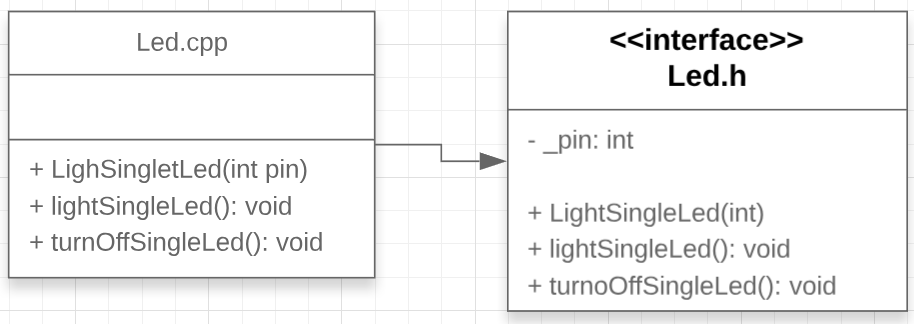 Led.cpp
+ LighSingletLed(int pin)
+ lightSingleLed(): void
+ turnOffSingleLed(): void
<<interface>>
Led.h
- _pin: int
+ LightSingleLed(int)
+ lightSingleLed(): void
+ turnoOffSingleLed(): void